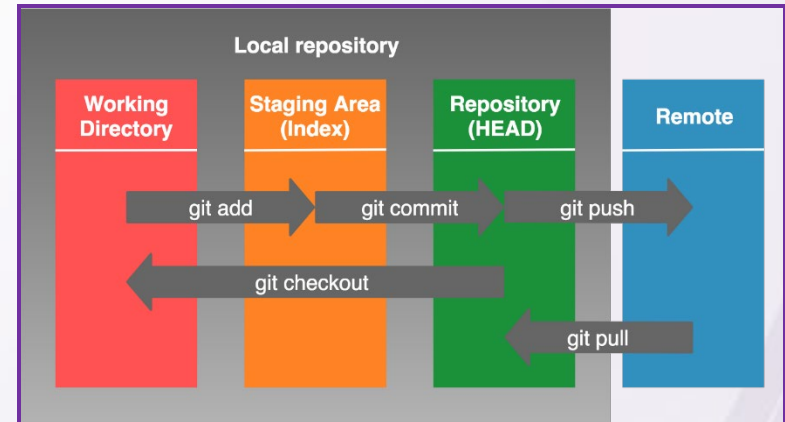 Local repository
Working
Directory
Staging Area
(Index)
Repository
(HEAD)
Remote
git add
git commit
git push
git checkout
git pull